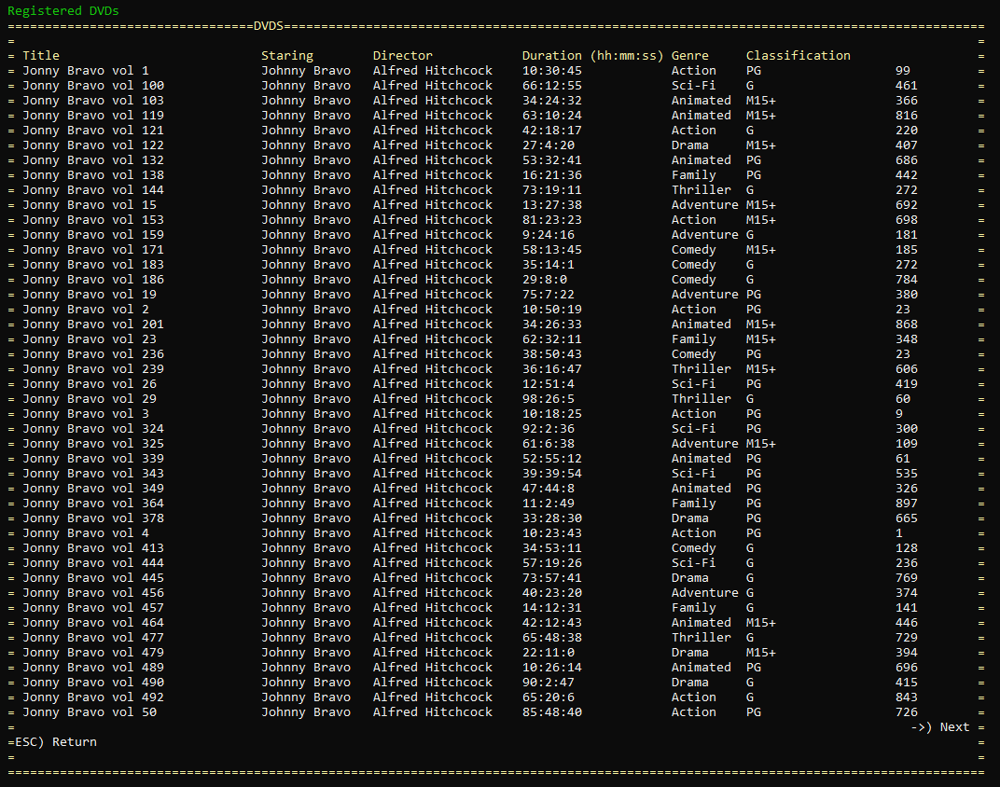 Registered DVDs
=================================DVDS==============================================================================================
= =
= Title Staring Director Duration (hh:mm:ss) Genre Classification =
= Jonny Bravo vol 1 Johnny Bravo Alfred Hitchcock 10:30:45 Action PG 99 =
= Jonny Bravo vol 100 Johnny Bravo Alfred Hitchcock 66:12:55 Sci-Fi G 461 =
= Jonny Bravo vol 103 Johnny Bravo Alfred Hitchcock 34:24:32 Animated M15+ 366 =
= Jonny Bravo vol 119 Johnny Bravo Alfred Hitchcock 63:10:24 Animated M15+ 816 =
= Jonny Bravo vol 121 Johnny Bravo Alfred Hitchcock 42:18:17 Action G 220 =
= Jonny Bravo vol 122 Johnny Bravo Alfred Hitchcock 27:4:20 Drama M15+ 407 =
= Jonny Bravo vol 132 Johnny Bravo Alfred Hitchcock 53:32:41 Animated PG 686 =
= Jonny Bravo vol 138 Johnny Bravo Alfred Hitchcock 16:21:36 Family PG 442 =
= Jonny Bravo vol 144 Johnny Bravo Alfred Hitchcock 73:19:11 Thriller G 272 =
= Jonny Bravo vol 15 Johnny Bravo Alfred Hitchcock 13:27:38 Adventure M15+ 692 =
= Jonny Bravo vol 153 Johnny Bravo Alfred Hitchcock 81:23:23 Action M15+ 698 =
= Jonny Bravo vol 159 Johnny Bravo Alfred Hitchcock 9:24:16 Adventure G 181 =
= Jonny Bravo vol 171 Johnny Bravo Alfred Hitchcock 58:13:45 Comedy M15+ 185 =
= Jonny Bravo vol 183 Johnny Bravo Alfred Hitchcock 35:14:1 Comedy G 272 =
= Jonny Bravo vol 186 Johnny Bravo Alfred Hitchcock 29:8:0 Comedy G 784 =
= Jonny Bravo vol 19 Johnny Bravo Alfred Hitchcock 75:7:22 Adventure PG 380 =
= Jonny Bravo vol 2 Johnny Bravo Alfred Hitchcock 10:50:19 Action PG 23 =
= Jonny Bravo vol 201 Johnny Bravo Alfred Hitchcock 34:26:33 Animated M15+ 868 =
= Jonny Bravo vol 23 Johnny Bravo Alfred Hitchcock 62:32:11 Family M15+ 348 =
= Jonny Bravo vol 236 Johnny Bravo Alfred Hitchcock 38:50:43 Comedy PG 23 =
= Jonny Bravo vol 239 Johnny Bravo Alfred Hitchcock 36:16:47 Thriller M15+ 606 =
= Jonny Bravo vol 26 Johnny Bravo Alfred Hitchcock 12:51:4 Sci-Fi PG 419 =
= Jonny Bravo vol 29 Johnny Bravo Alfred Hitchcock 98:26:5 Thriller G 60 =
= Jonny Bravo vol 3 Johnny Bravo Alfred Hitchcock 10:18:25 Action PG 9 =
= Jonny Bravo vol 324 Johnny Bravo Alfred Hitchcock 92:2:36 Sci-Fi PG 300 =
= Jonny Bravo vol 325 Johnny Bravo Alfred Hitchcock 61:6:38 Adventure M15+ 109 =
= Jonny Bravo vol 339 Johnny Bravo Alfred Hitchcock 52:55:12 Animated PG 61 =
= Jonny Bravo vol 343 Johnny Bravo Alfred Hitchcock 39:39:54 Sci-Fi PG 535 =
= Jonny Bravo vol 349 Johnny Bravo Alfred Hitchcock 47:44:8 Animated PG 326 =
= Jonny Bravo vol 364 Johnny Bravo Alfred Hitchcock 11:2:49 Family PG 897 =
= Jonny Bravo vol 378 Johnny Bravo Alfred Hitchcock 33:28:30 Drama PG 665 =
= Jonny Bravo vol 4 Johnny Bravo Alfred Hitchcock 10:23:43 Action PG 1 =
= Jonny Bravo vol 413 Johnny Bravo Alfred Hitchcock 34:53:11 Comedy G 128 =
= Jonny Bravo vol 444 Johnny Bravo Alfred Hitchcock 57:19:26 Sci-Fi G 236 =
= Jonny Bravo vol 445 Johnny Bravo Alfred Hitchcock 73:57:41 Drama G 769 =
= Jonny Bravo vol 456 Johnny Bravo Alfred Hitchcock 40:23:20 Adventure G 374 =
= Jonny Bravo vol 457 Johnny Bravo Alfred Hitchcock 14:12:31 Family G 141 =
= Jonny Bravo vol 464 Johnny Bravo Alfred Hitchcock 42:12:43 Animated M15+ 446 =
= Jonny Bravo vol 477 Johnny Bravo Alfred Hitchcock 65:48:38 Thriller G 729 =
= Jonny Bravo vol 479 Johnny Bravo Alfred Hitchcock 22:11:0 Drama M15+ 394 =
= Jonny Bravo vol 489 Johnny Bravo Alfred Hitchcock 10:26:14 Animated PG 696 =
= Jonny Bravo vol 490 Johnny Bravo Alfred Hitchcock 90:2:47 Drama G 415 =
= Jonny Bravo vol 492 Johnny Bravo Alfred Hitchcock 65:20:6 Action G 843 =
= Jonny Bravo vol 50 Johnny Bravo Alfred Hitchcock 85:48:40 Action PG 726 =
= ->) Next =
=ESC) Return =
= =
===================================================================================================================================